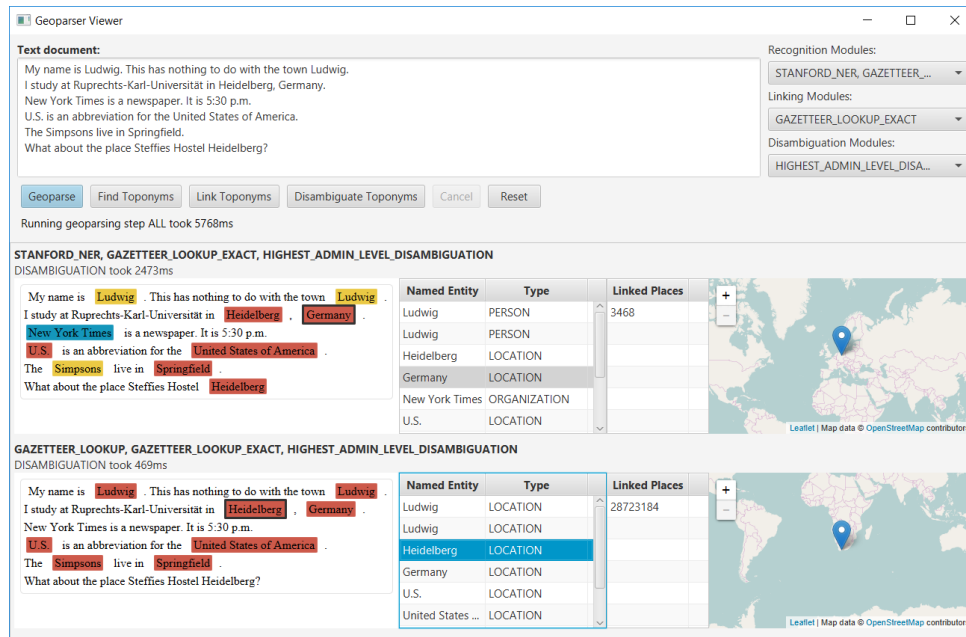 Geoparser Viewer
Text document:
My name is Ludwig. This has nothing to do with the town Ludwig.
I study at Ruprechts-Karl-Universität in Heidelberg, Germany.
New York Times is a newspaper. It is 5:30 p.m.
U.S. is an abbreviation for the United States of America.
The Simpsons live in Springfield.
What about the place Steffies Hostel Heidelberg?
Recognition Modules:
STANFORD_NER, GAZETTEER_...
Linking Modules:
GAZETTEER_LOOKUP_EXACT
Disambiguation Modules:
HIGHEST_ADMIN_LEVEL_DISA...
Geoparse Find Toponyms Link Toponyms Disambiguate Toponyms Cancel Reset
Running geoparsing step ALL took 5768ms
STANFORD_NER, GAZETTEER_LOOKUP_EXACT, HIGHEST_ADMIN_LEVEL_DISAMBIGUATION
DISAMBIGUATION took 2473ms
My name is Ludwig . This has nothing to do with the town Ludwig .
I study at Ruprechts-Karl-Universität in Heidelberg , Germany .
New York Times is a newspaper. It is 5:30 p.m.
U.S. is an abbreviation for the United States of America .
The Simpsons live in Springfield .
What about the place Steffies Hostel Heidelberg
Named Entity Type Linked Places
Ludwig PERSON 3468
Ludwig PERSON
Heidelberg LOCATION
Germany LOCATION
New York Times ORGANIZATION
U.S. LOCATION
+
−
Leaflet | Map data © OpenStreetMap contributor
GAZETTEER_LOOKUP, GAZETTEER_LOOKUP_EXACT, HIGHEST_ADMIN_LEVEL_DISAMBIGUATION
DISAMBIGUATION took 469ms
My name is Ludwig . This has nothing to do with the town Ludwig .
I study at Ruprechts-Karl-Universität in Heidelberg , Germany .
New York Times is a newspaper. It is 5:30 p.m.
U.S. is an abbreviation for the United States of America .
The Simpsons live in Springfield .
What about the place Steffies Hostel Heidelberg?
Named Entity Type Linked Places
Ludwig LOCATION 28723184
Ludwig LOCATION
Heidelberg LOCATION
Germany LOCATION
U.S. LOCATION
United States ... LOCATION
+
−
Leaflet | Map data © OpenStreetMap contributor